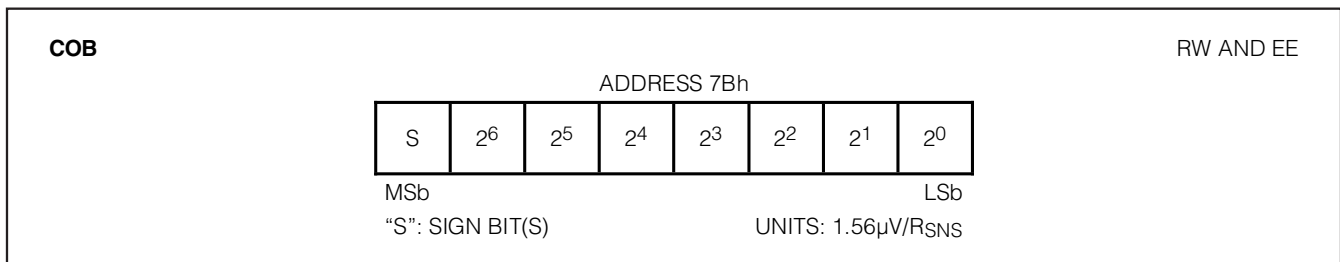 COB RW AND EE
ADDRESS 7Bh
S 2⁶ 2⁵ 2⁴ 2³ 2² 2¹ 2⁰
MSb LSb
“S”: SIGN BIT(S) UNITS: 1.56µV/RSNS